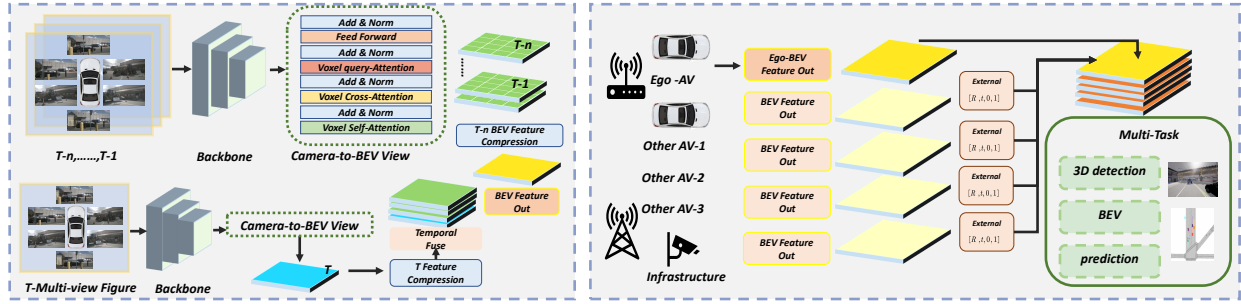 Add & Norm
Feed Forward
Add & Norm
Voxel query-Attention
Add & Norm
Voxel Cross-Attention
Add & Norm
Voxel Self-Attention
T-n,......,T-1
Backbone
Camera-to-BEV View
T-n
T-1
T-n BEV Feature
Compression
BEV Feature
Out
T-Multi-view Figure
Backbone
Camera-to-BEV View
T
Temporal
Fuse
T Feature
Compression
Ego -AV
Other AV-1
Other AV-2
Other AV-3
Infrastructure
Ego-BEV
Feature Out
BEV Feature
Out
BEV Feature
Out
BEV Feature
Out
BEV Feature
Out
External
[R ,t,0,1]
External
[R ,t,0,1]
External
[R ,t,0,1]
External
[R ,t,0,1]
Multi-Task
3D detection
BEV
prediction